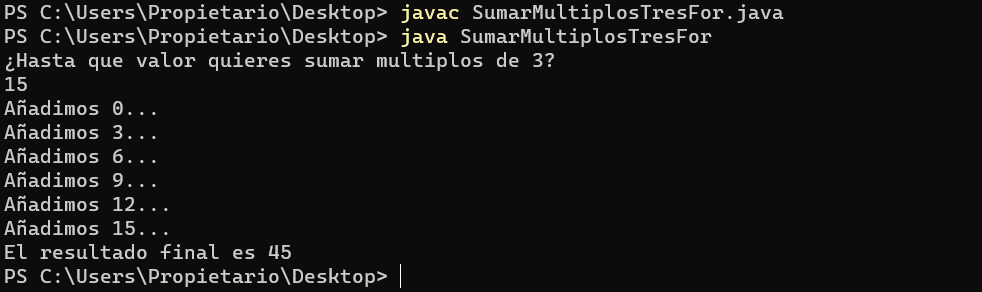 PS C:\Users\Propietario\Desktop> javac SumarMultiplosTresFor.java
PS C:\Users\Propietario\Desktop> java SumarMultiplosTresFor
¿Hasta que valor quieres sumar multiplos de 3?
15
Añadimos 0...
Añadimos 3...
Añadimos 6...
Añadimos 9...
Añadimos 12...
Añadimos 15...
El resultado final es 45
PS C:\Users\Propietario\Desktop>